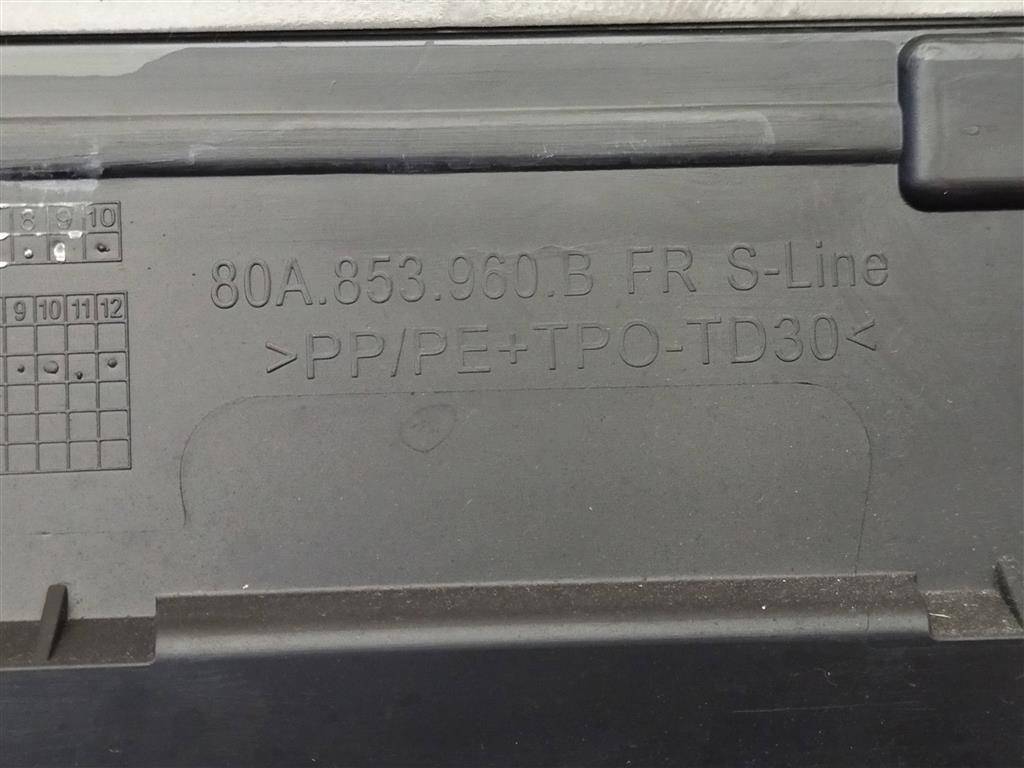 8 9 10
80A.853.960.B FR S-Line
9 10 11 12
>PP/PE+TPO-TD30<